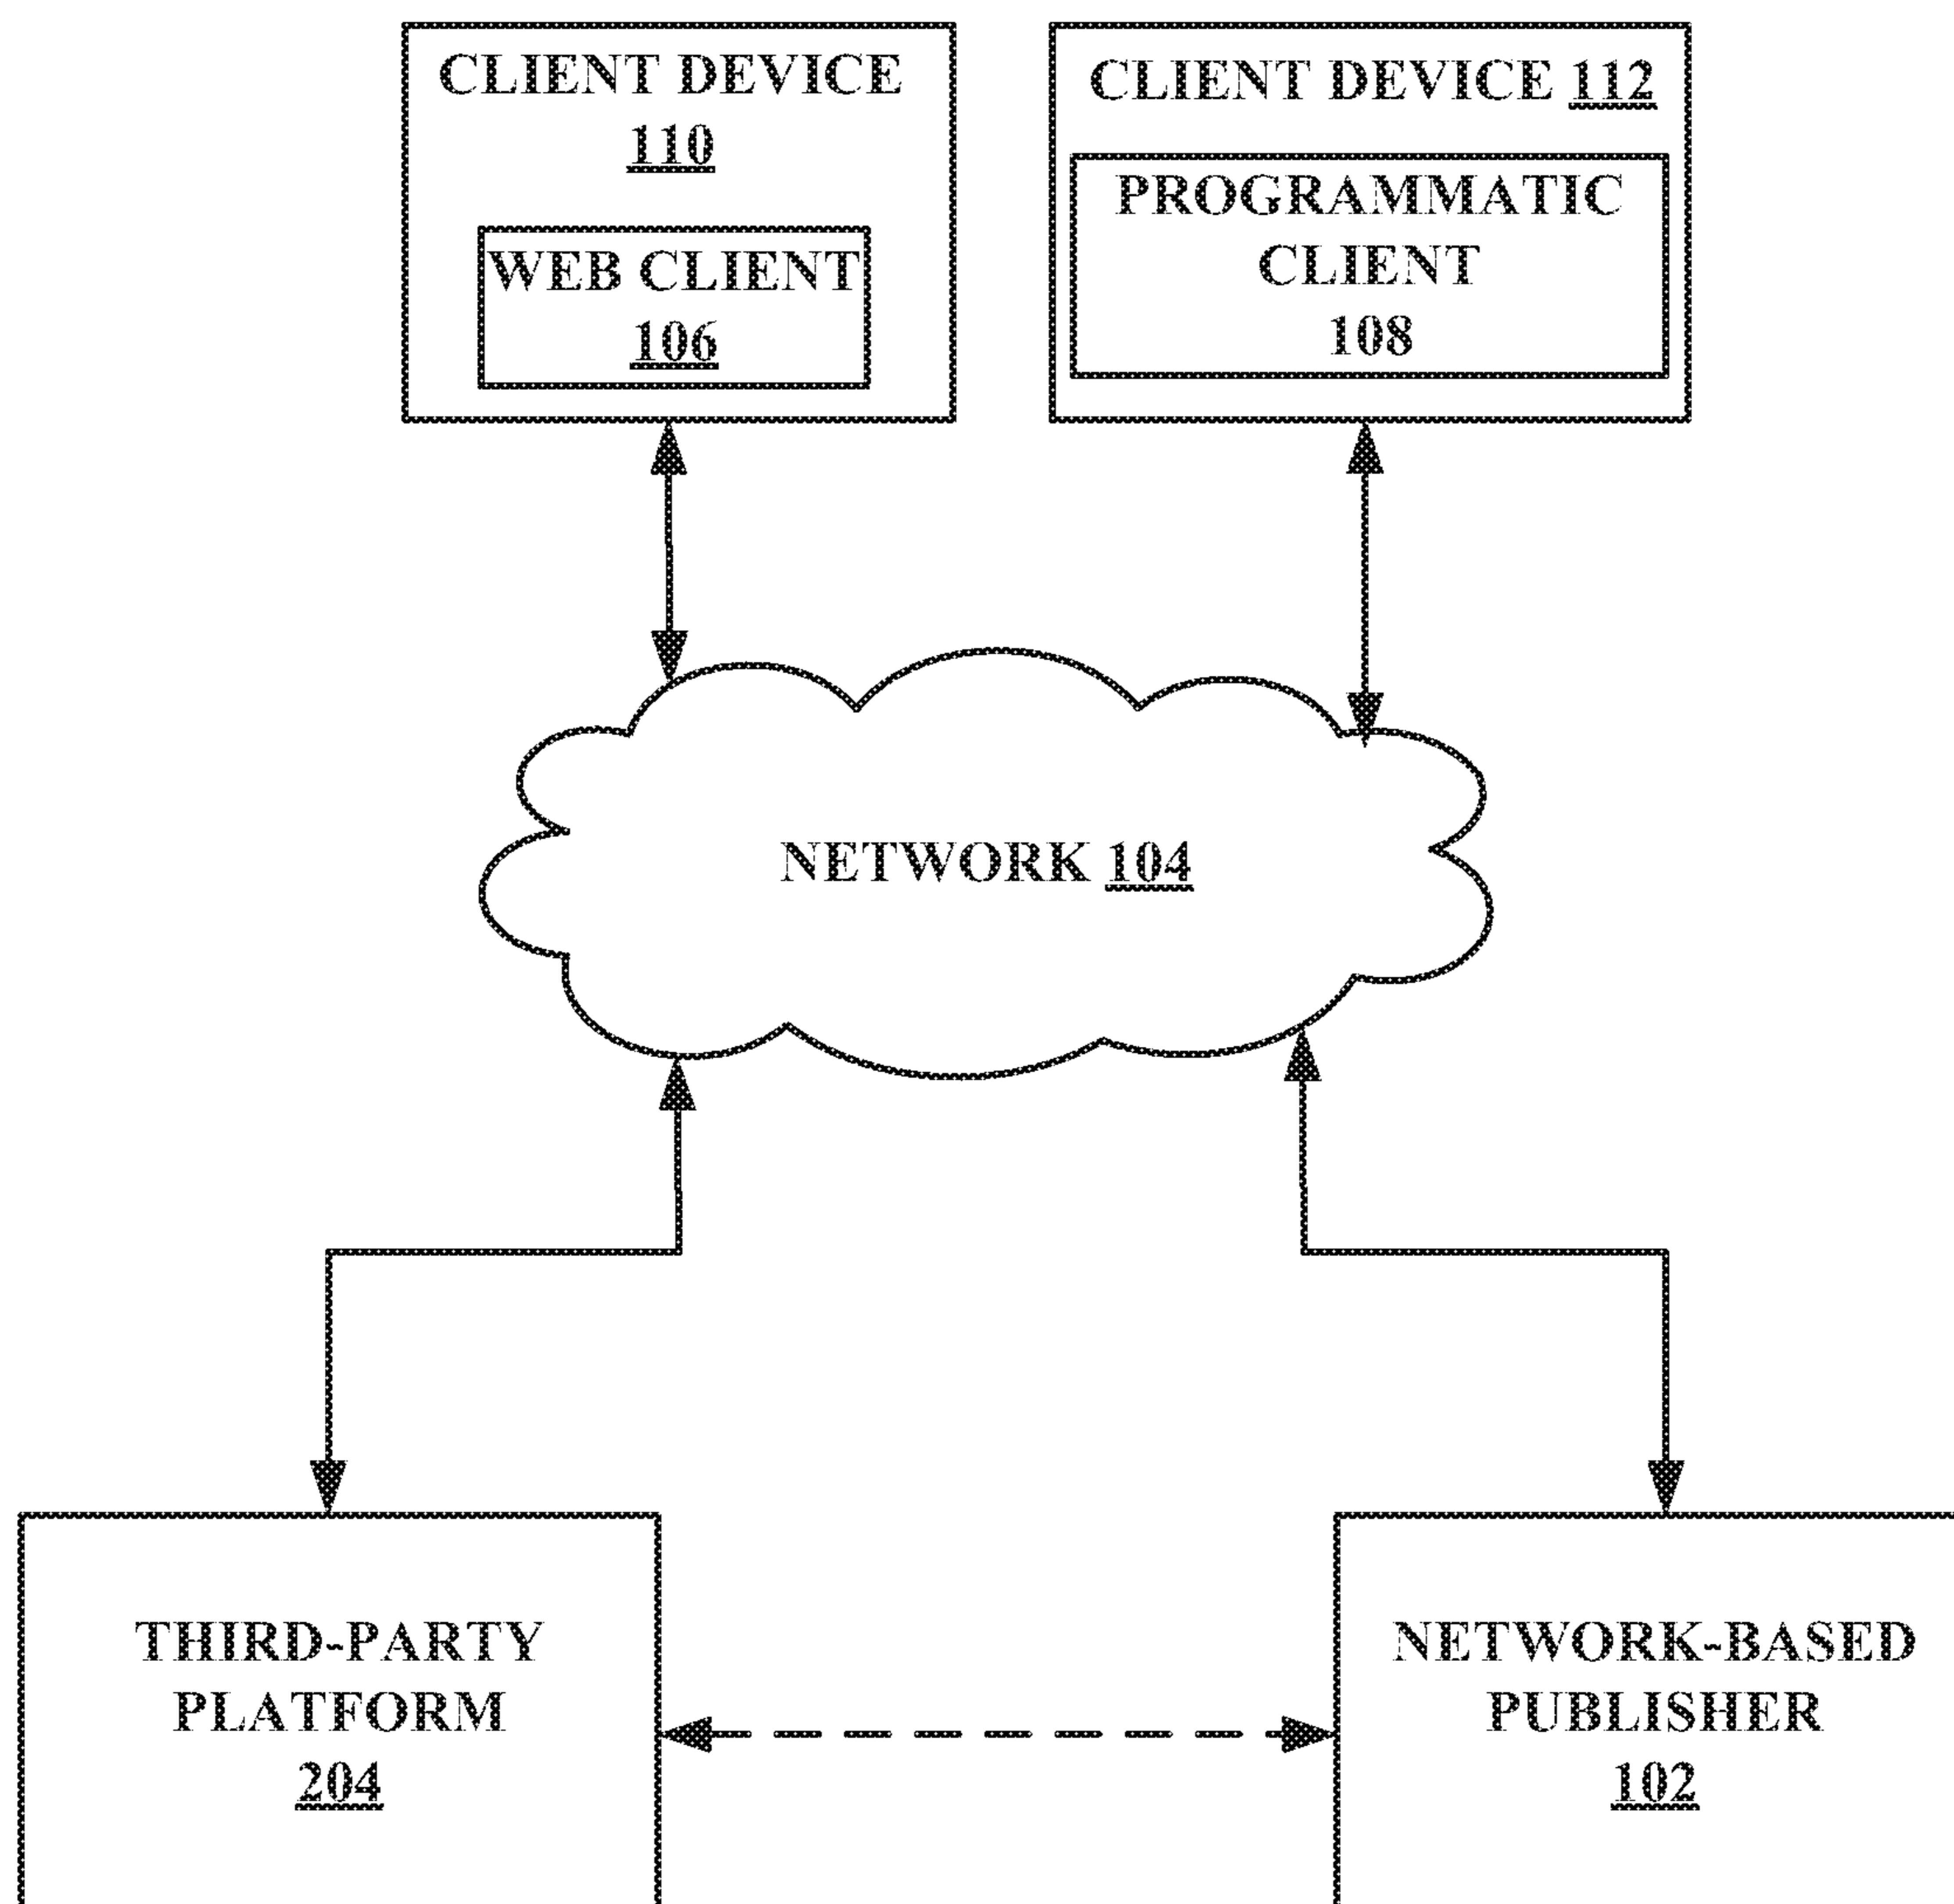 CLIENT DEVICE
110
WEB CLIENT
106
CLIENT DEVICE 112
PROGRAMMATIC
CLIENT
108
NETWORK 104
THIRD-PARTY
PLATFORM
204
NETWORK-BASED
PUBLISHER
102